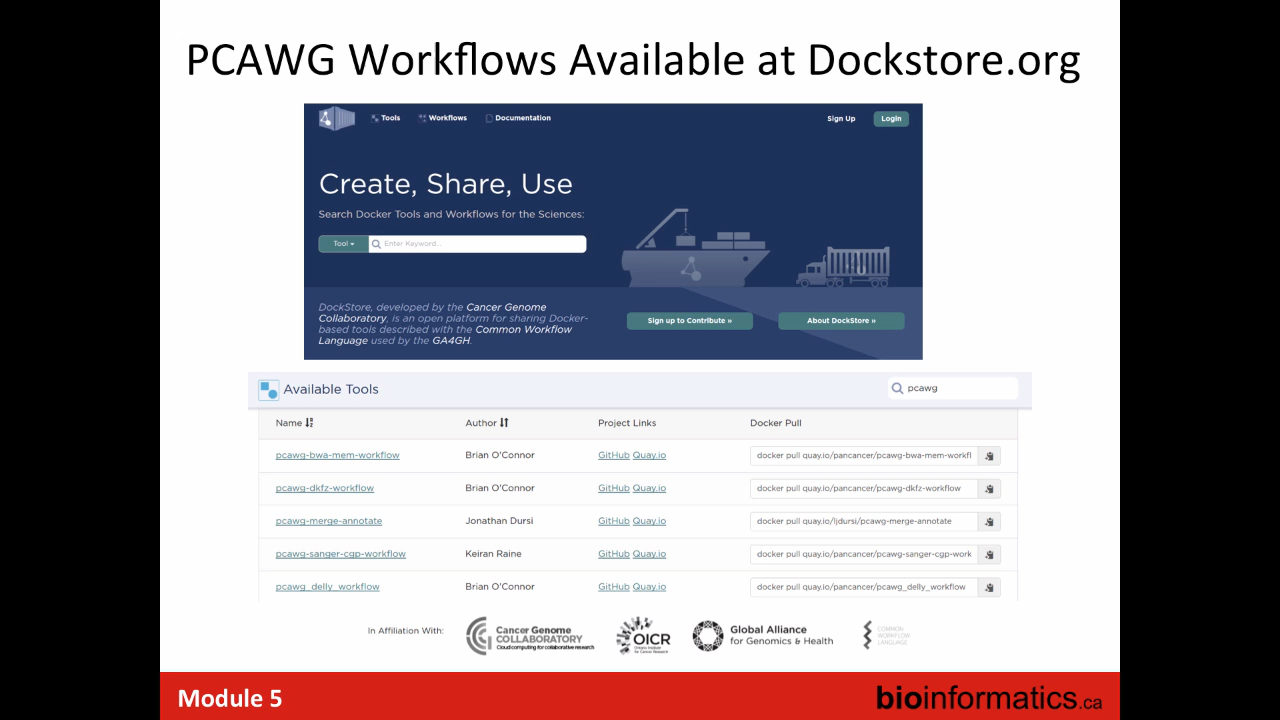 PCAWG Workflows Available at Dockstore.org
Tools Workflows Documentation Sign Up Login
Create, Share, Use
Search Docker Tools and Workflows for the Sciences:
Tool Enter Keyword...
DockStore, developed by the Cancer Genome
Collaboratory, is an open platform for sharing Docker-
based tools described with the Common Workflow
Language used by the GA4GH.
Sign up to Contribute » About DockStore »
Available Tools pcawg
Name Author Project Links Docker Pull
pcawg-bwa-mem-workflow Brian O'Connor GitHub Quay.io docker pull quay.io/pancancer/pcawg-bwa-mem-workfl
pcawg-dkfz-workflow Brian O'Connor GitHub Quay.io docker pull quay.io/pancancer/pcawg-dkfz-workflow
pcawg-merge-annotate Jonathan Dursi GitHub Quay.io docker pull quay.io/ljdursi/pcawg-merge-annotate
pcawg-sanger-cgp-workflow Keiran Raine GitHub Quay.io docker pull quay.io/pancancer/pcawg-sanger-cgp-work
pcawg_delly_workflow Brian O'Connor GitHub Quay.io docker pull quay.io/pancancer/pcawg_delly_workflow
In Affiliation With:
Cancer Genome
COLLABORATORY
Cloud computing for collaborative research
OICR
Ontario Institute
for Cancer Research
Global Alliance
for Genomics & Health
COMMON
WORKFLOW
LANGUAGE
Module 5
bioinformatics.ca